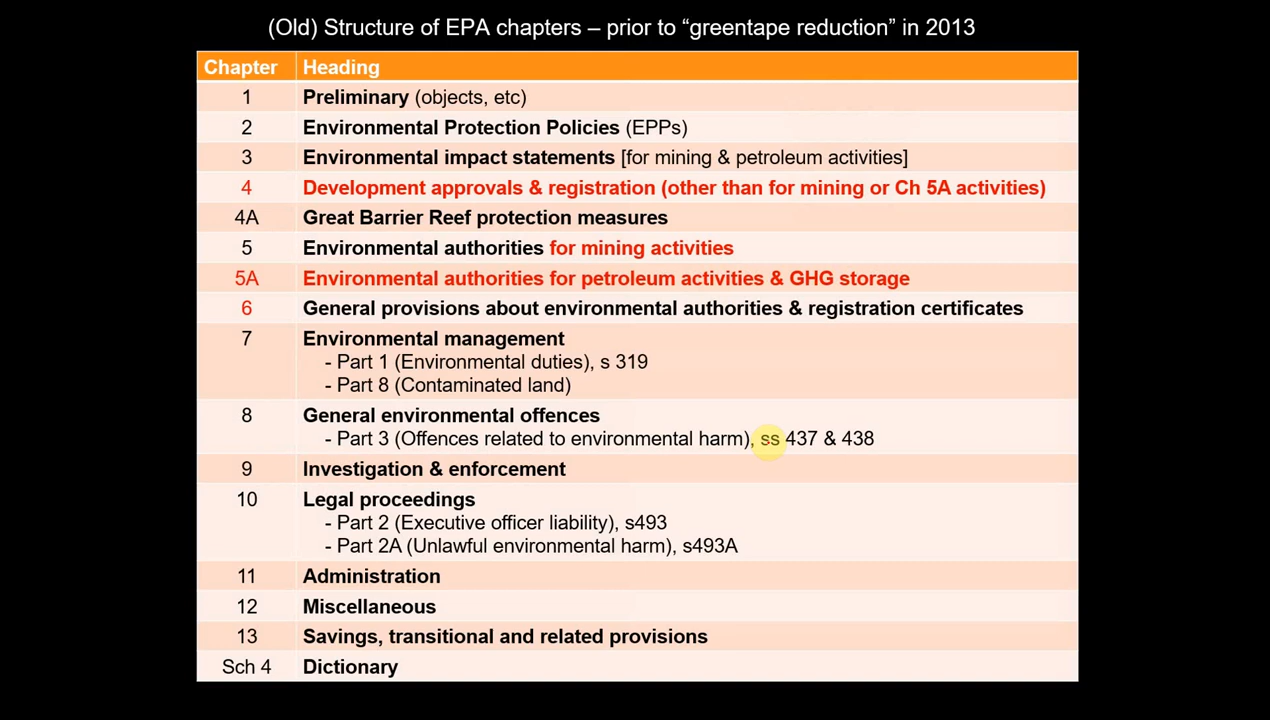 (Old) Structure of EPA chapters – prior to “greentape reduction” in 2013
Chapter Heading
1 Preliminary (objects, etc)
2 Environmental Protection Policies (EPPs)
3 Environmental impact statements [for mining & petroleum activities]
4 Development approvals & registration (other than for mining or Ch 5A activities)
4A Great Barrier Reef protection measures
5 Environmental authorities for mining activities
5A Environmental authorities for petroleum activities & GHG storage
6 General provisions about environmental authorities & registration certificates
7 Environmental management
- Part 1 (Environmental duties), s 319
- Part 8 (Contaminated land)
8 General environmental offences
- Part 3 (Offences related to environmental harm), ss 437 & 438
9 Investigation & enforcement
10 Legal proceedings
- Part 2 (Executive officer liability), s493
- Part 2A (Unlawful environmental harm), s493A
11 Administration
12 Miscellaneous
13 Savings, transitional and related provisions
Sch 4 Dictionary